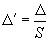 Δ' = Δ/S